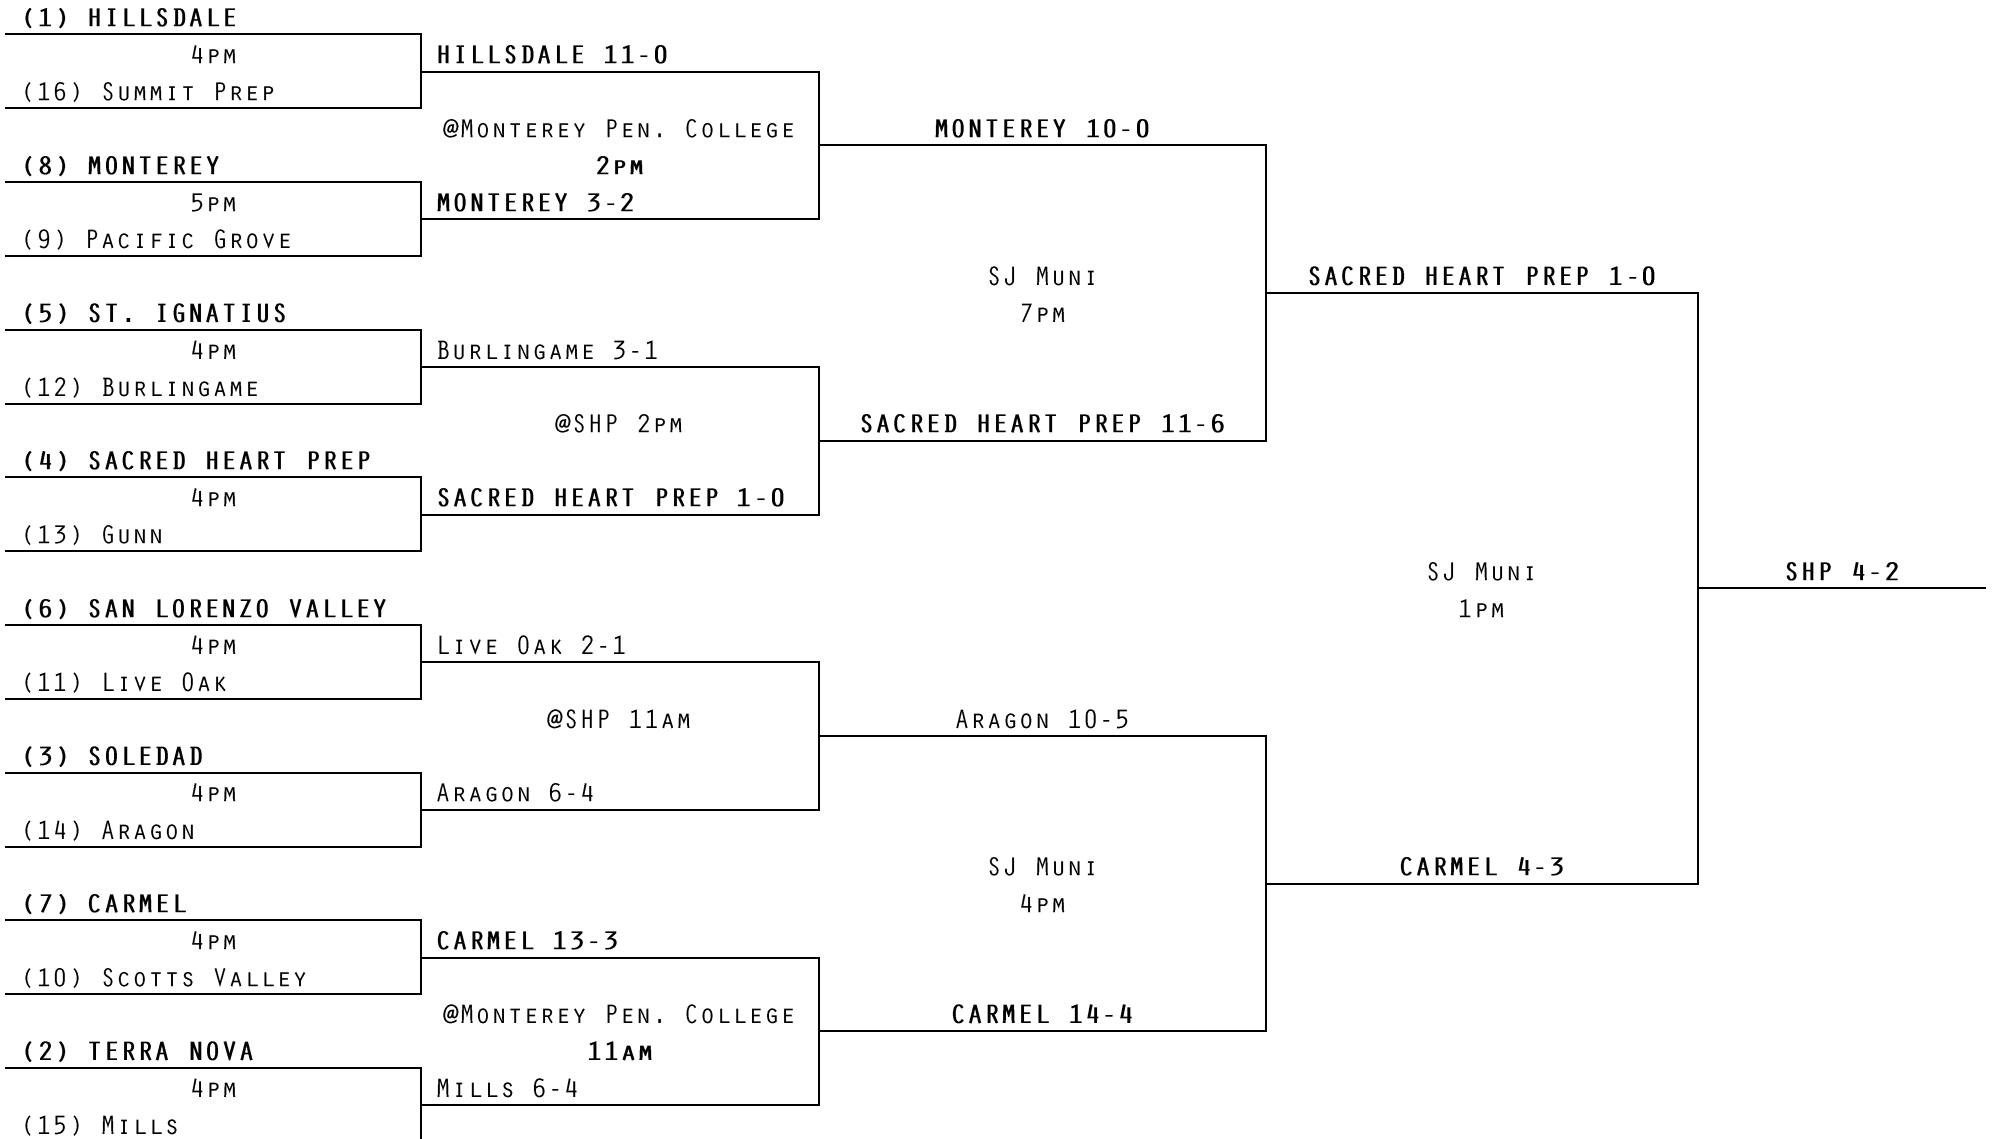 (1) HILLSDALE
4PM
HILLSDALE 11-0
(16) SUMMIT PREP
@MONTEREY PEN. COLLEGE
MONTEREY 10-0
(8) MONTEREY
2PM
5PM
MONTEREY 3-2
(9) PACIFIC GROVE
SJ MUNI
SACRED HEART PREP 1-0
(5) ST. IGNATIUS
7PM
4PM
BURLINGAME 3-1
(12) BURLINGAME
@SHP 2PM
SACRED HEART PREP 11-6
(4) SACRED HEART PREP
4PM
SACRED HEART PREP 1-0
(13) GUNN
SJ MUNI
SHP 4-2
(6) SAN LORENZO VALLEY
1PM
4PM
LIVE OAK 2-1
(11) LIVE OAK
@SHP 11AM
ARAGON 10-5
(3) SOLEDAD
4PM
ARAGON 6-4
(14) ARAGON
SJ MUNI
CARMEL 4-3
(7) CARMEL
4PM
4PM
CARMEL 13-3
(10) SCOTTS VALLEY
@MONTEREY PEN. COLLEGE
CARMEL 14-4
(2) TERRA NOVA
11AM
4PM
MILLS 6-4
(15) MILLS